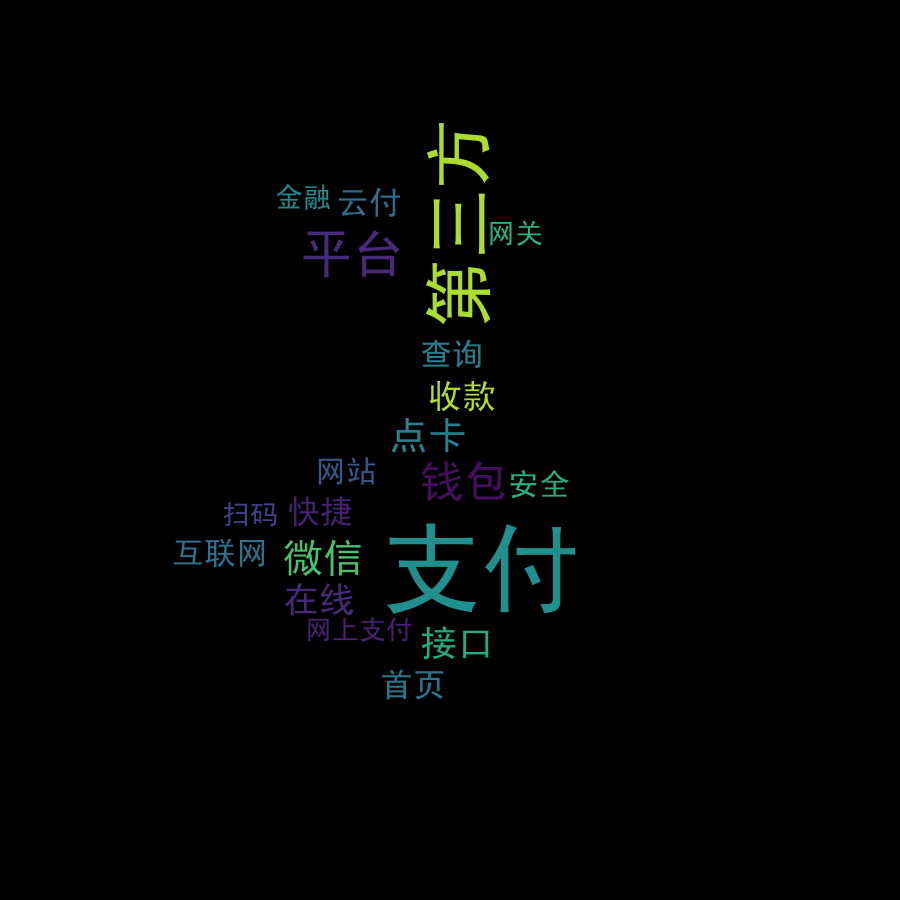 第三方
金融
云付
网关
平台
查询
收款
点卡
网站
钱包
安全
扫码
快捷
互联网
微信
支付
在线
网上支付
接口
首页